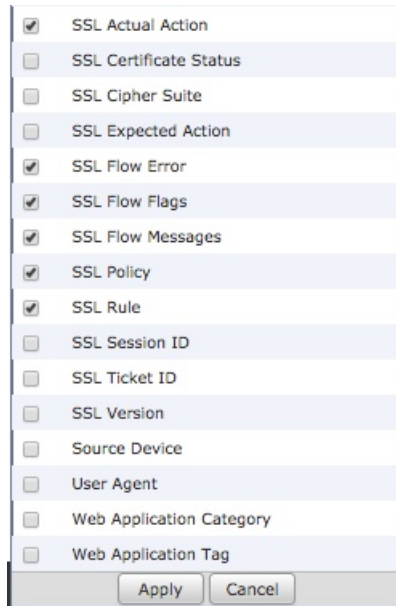 SSL Actual Action
SSL Certificate Status
SSL Cipher Suite
SSL Expected Action
SSL Flow Error
SSL Flow Flags
SSL Flow Messages
SSL Policy
SSL Rule
SSL Session ID
SSL Ticket ID
SSL Version
Source Device
User Agent
Web Application Category
Web Application Tag
Apply Cancel